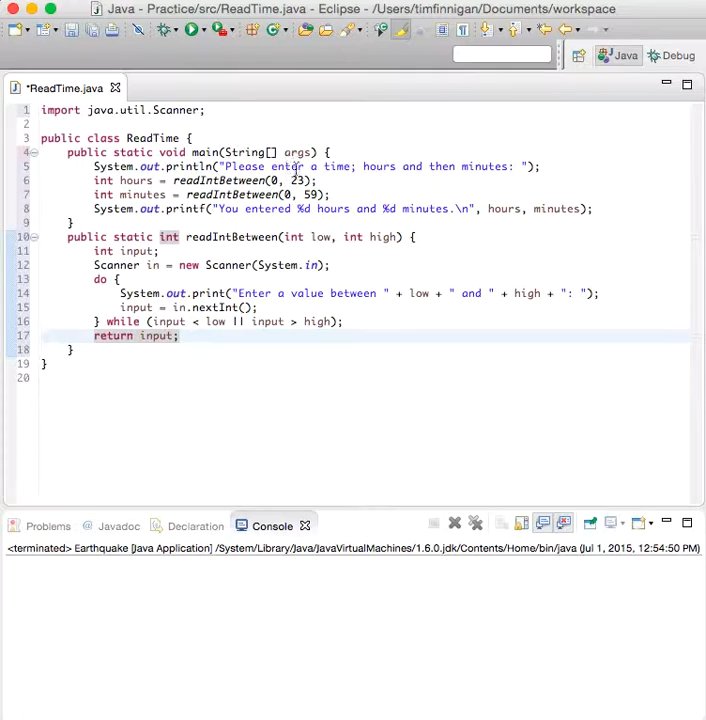 Java - Practice/src/ReadTime.java - Eclipse - /Users/timfinnigan/Documents/workspace
Java
Debug
*ReadTime.java
1 import java.util.Scanner;
2
3 public class ReadTime {
4 public static void main(String[] args) {
5 System.out.println("Please enter a time; hours and then minutes: ");
6 int hours = readIntBetween(0, 23);
7 int minutes = readIntBetween(0, 59);
8 System.out.printf("You entered %d hours and %d minutes.\n", hours, minutes);
9 }
10 public static int readIntBetween(int low, int high) {
11 int input;
12 Scanner in = new Scanner(System.in);
13 do {
14 System.out.print("Enter a value between " + low + " and " + high + ": ");
15 input = in.nextInt();
16 } while (input < low || input > high);
17 return input;
18 }
19 }
20
Problems
Javadoc
Declaration
Console
<terminated> Earthquake [Java Application] /System/Library/Java/JavaVirtualMachines/1.6.0.jdk/Contents/Home/bin/java (Jul 1, 2015, 12:54:50 PM)